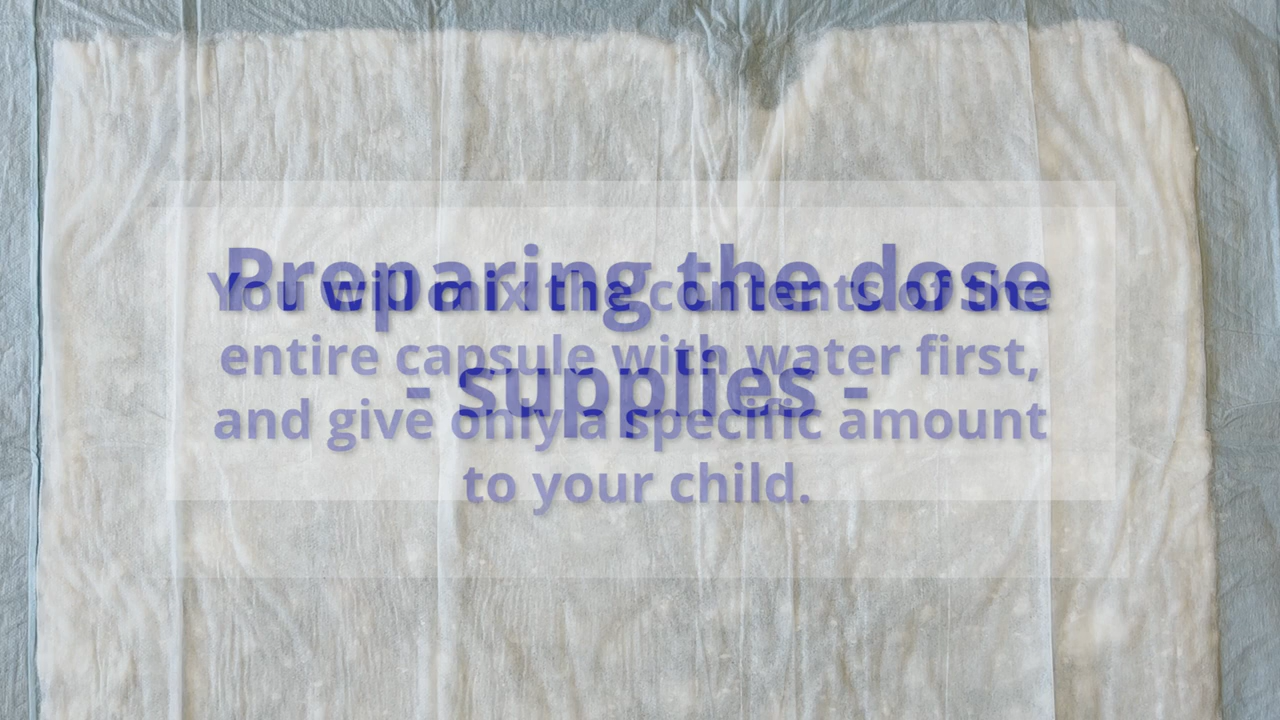 Preparing the dose
- supplies -
You will mix the contents of the
entire capsule with water first,
and give only a specific amount
to your child.